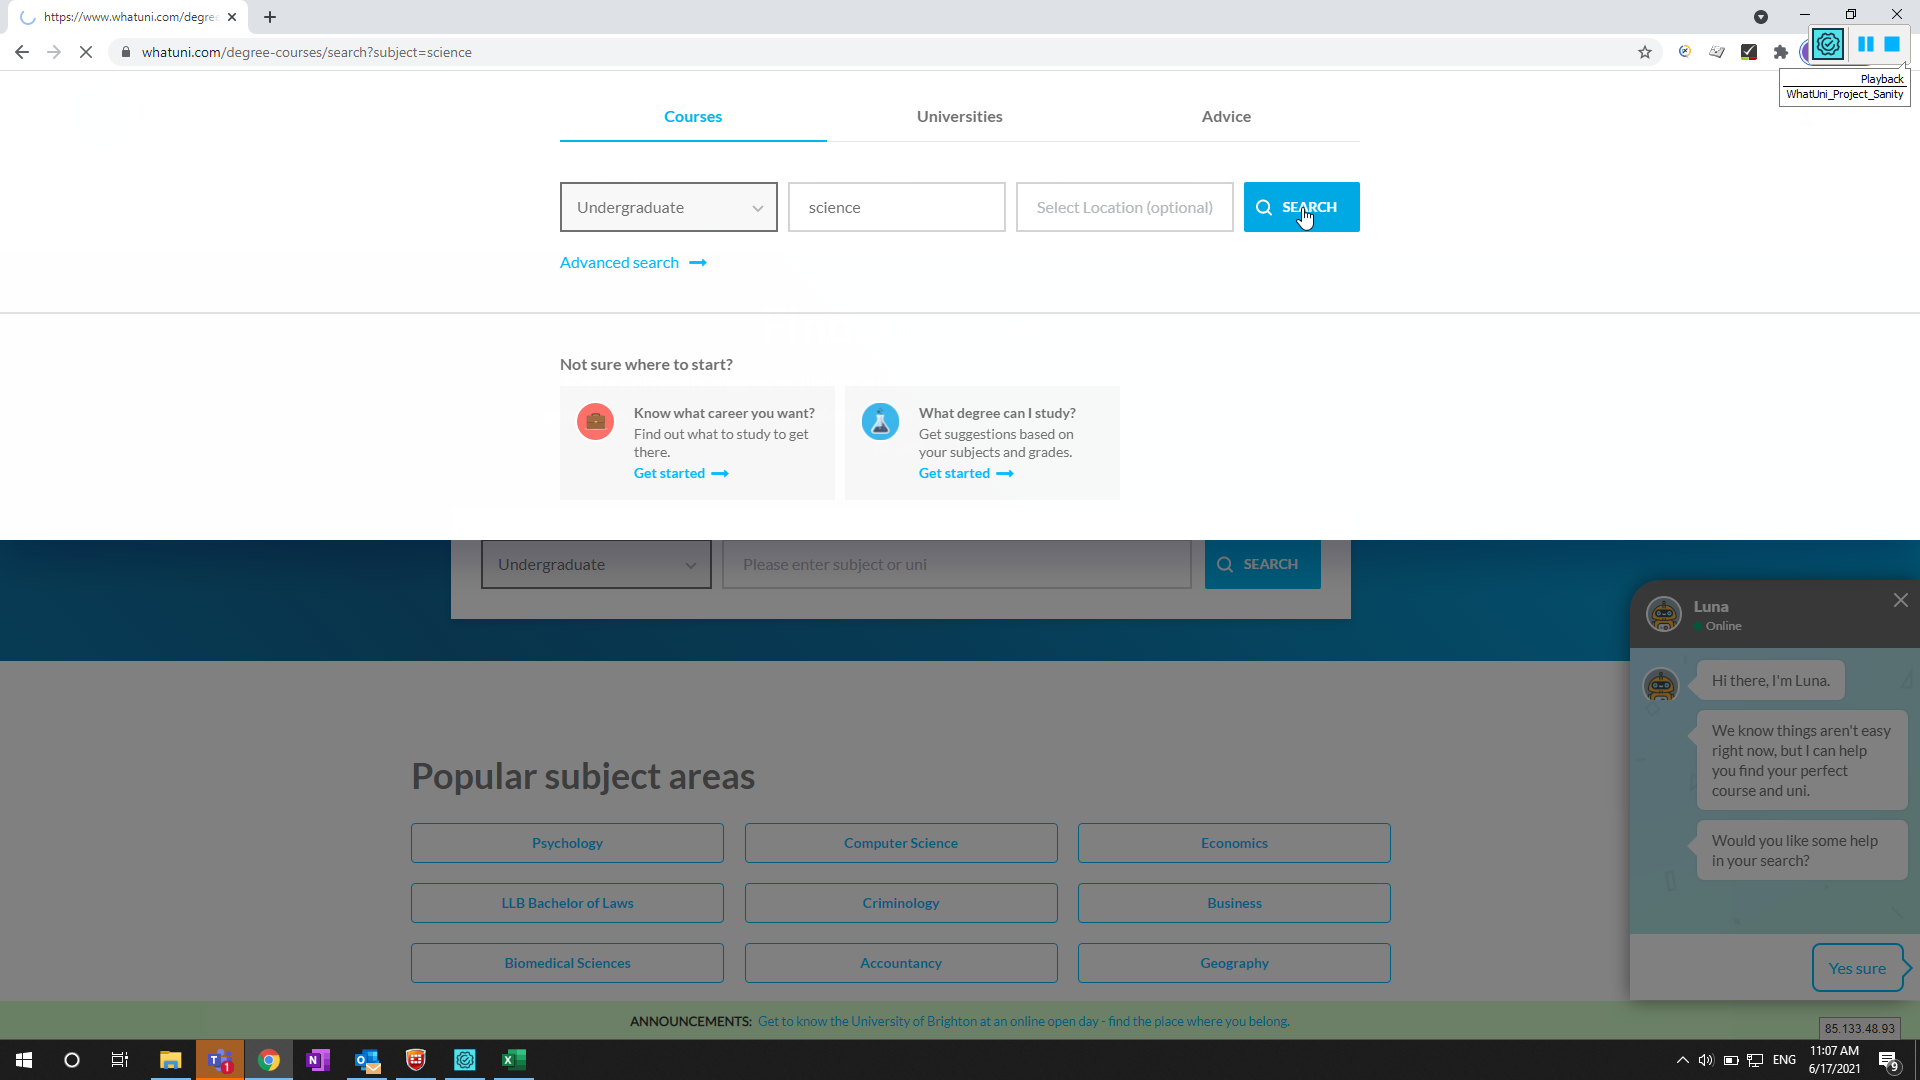 https://www.whatuni.com/degree
whatuni.com/degree-courses/search?subject=science
Playback
WhatUni_Project_Sanity
Courses
Universities
Advice
Undergraduate
science
Select Location (optional)
SEARCH
Advanced search
Not sure where to start?
Know what career you want?
Find out what to study to get
there.
Get started
What degree can I study?
Get suggestions based on
your subjects and grades.
Get started
Undergraduate
Please enter subject or uni
SEARCH
Luna
Online
Hi there, I'm Luna.
We know things aren't easy
right now, but I can help
you find your perfect
course and uni.
Would you like some help
in your search?
Yes sure
Popular subject areas
Psychology
Computer Science
Economics
LLB Bachelor of Laws
Criminology
Business
Biomedical Sciences
Accountancy
Geography
ANNOUNCEMENTS: Get to know the University of Brighton at an online open day - find the place where you belong.
85.133.48.93
ENG
11:07 AM
6/17/2021
9
1